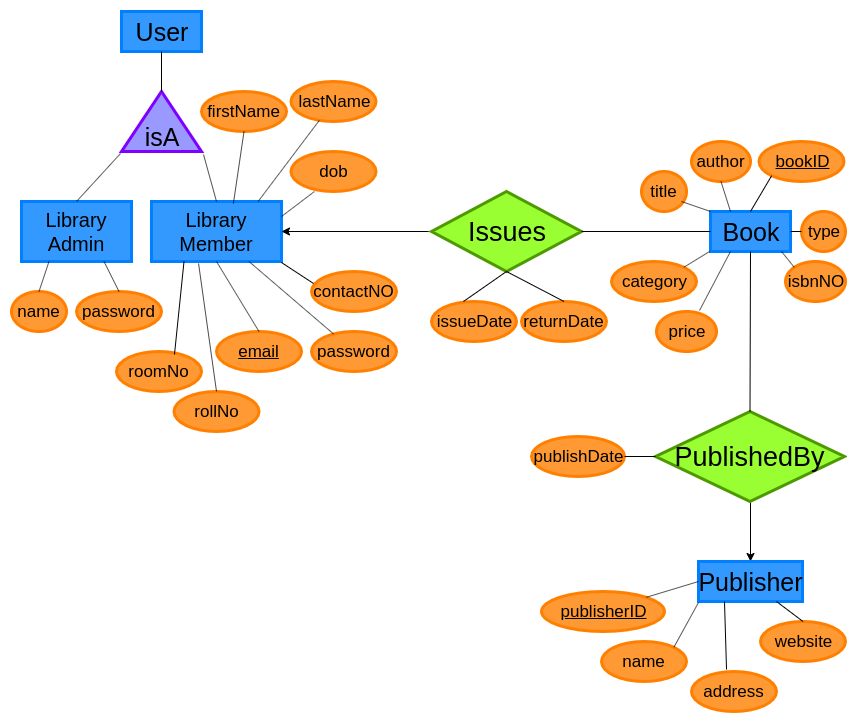 User
isA
firstName
lastName
dob
Library
Admin
Library
Member
name
password
contactNO
email
password
roomNo
rollNo
Issues
issueDate
returnDate
title
author
bookID
Book
type
isbnNO
category
price
PublishedBy
publishDate
Publisher
publisherID
name
address
website